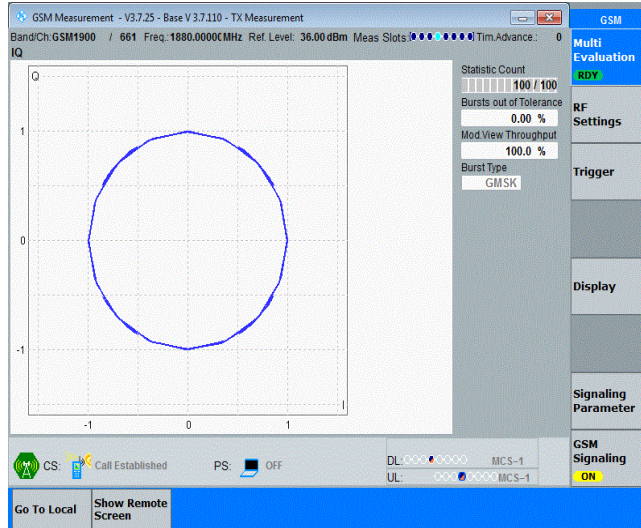 GSM Measurement - V3.7.25 - Base V 3.7.110 - TX Measurement
GSM
Band/Ch:GSM1900 / 661 Freq.:1880.0000 MHz Ref. Level: 36.00 dBm Meas Slots: Tim.Advance.: 0
IQ
Multi
Evaluation
RDY
Q
Statistic Count
100 / 100
Bursts out of Tolerance
0.00 %
Mod.View Throughput
100.0 %
Burst Type
GMSK
RF
Settings
Trigger
Display
Signaling
Parameter
GSM
Signaling
ON
1
0
-1
I
-1 0 1
CS: Call Established PS: OFF
DL: MCS-1
UL: MCS-1
Go To Local
Show Remote
Screen